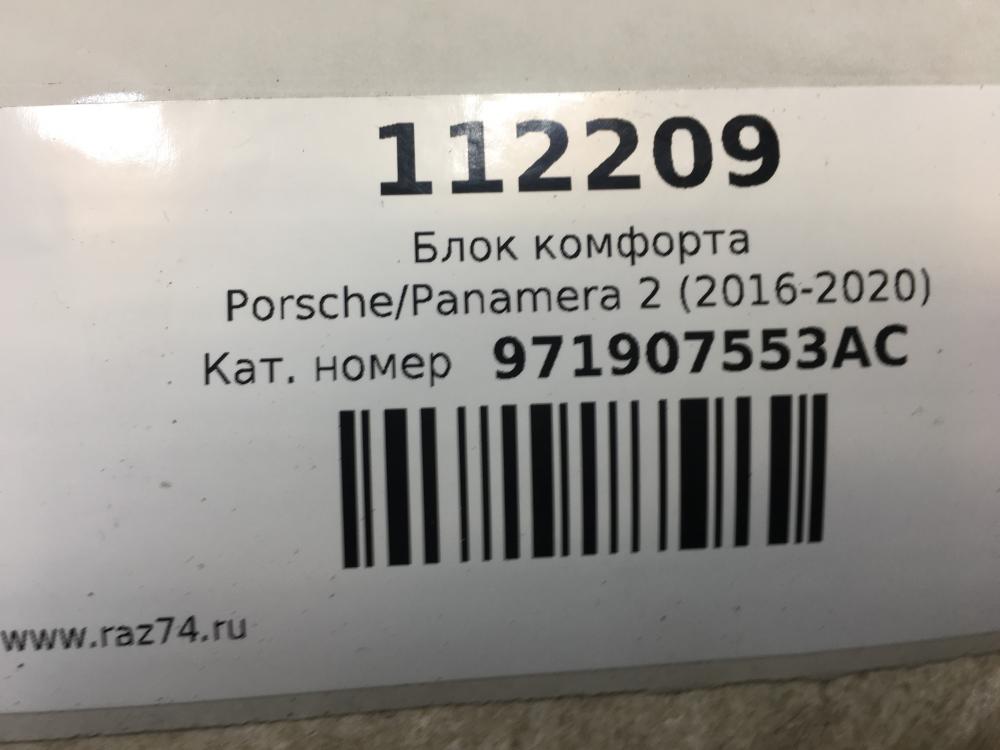 112209
Блок комфорта
Porsche/Panamera 2 (2016-2020)
Кат. номер 971907553AC
www.raz74.ru